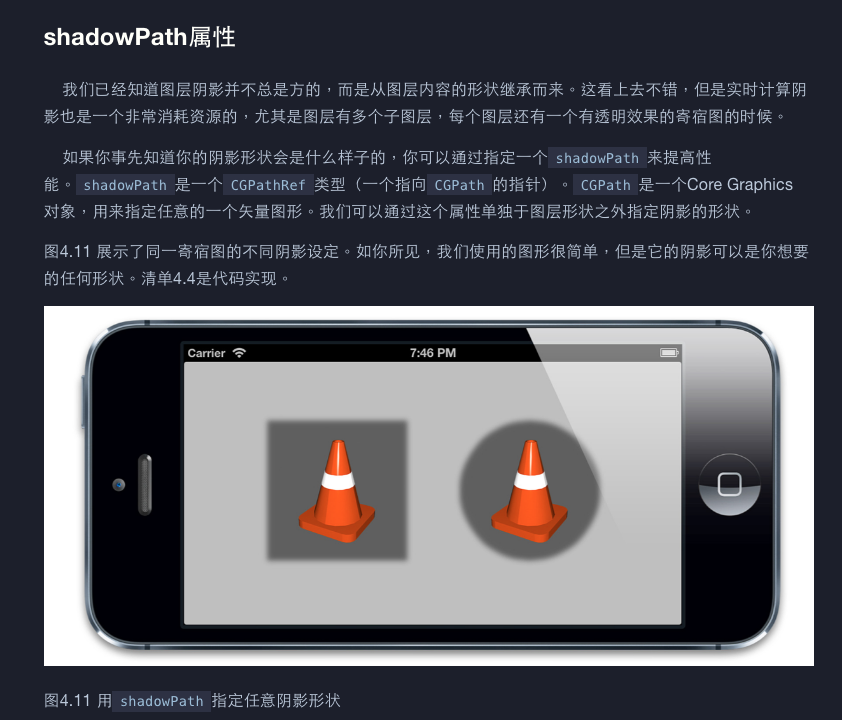 shadowPath属性
我们已经知道图层阴影并不总是方的，而是从图层内容的形状继承而来。这看上去不错，但是实时计算阴
影也是一个非常消耗资源的，尤其是图层有多个子图层，每个图层还有一个有透明效果的寄宿图的时候。
如果你事先知道你的阴影形状会是什么样子的，你可以通过指定一个 shadowPath 来提高性
能。 shadowPath 是一个 CGPathRef 类型（一个指向 CGPath 的指针）。 CGPath 是一个Core Graphics
对象，用来指定任意的一个矢量图形。我们可以通过这个属性单独于图层形状之外指定阴影的形状。
图4.11 展示了同一寄宿图的不同阴影设定。如你所见，我们使用的图形很简单，但是它的阴影可以是你想要
的任何形状。清单4.4是代码实现。
Carrier 7:46 PM
图4.11 用 shadowPath 指定任意阴影形状